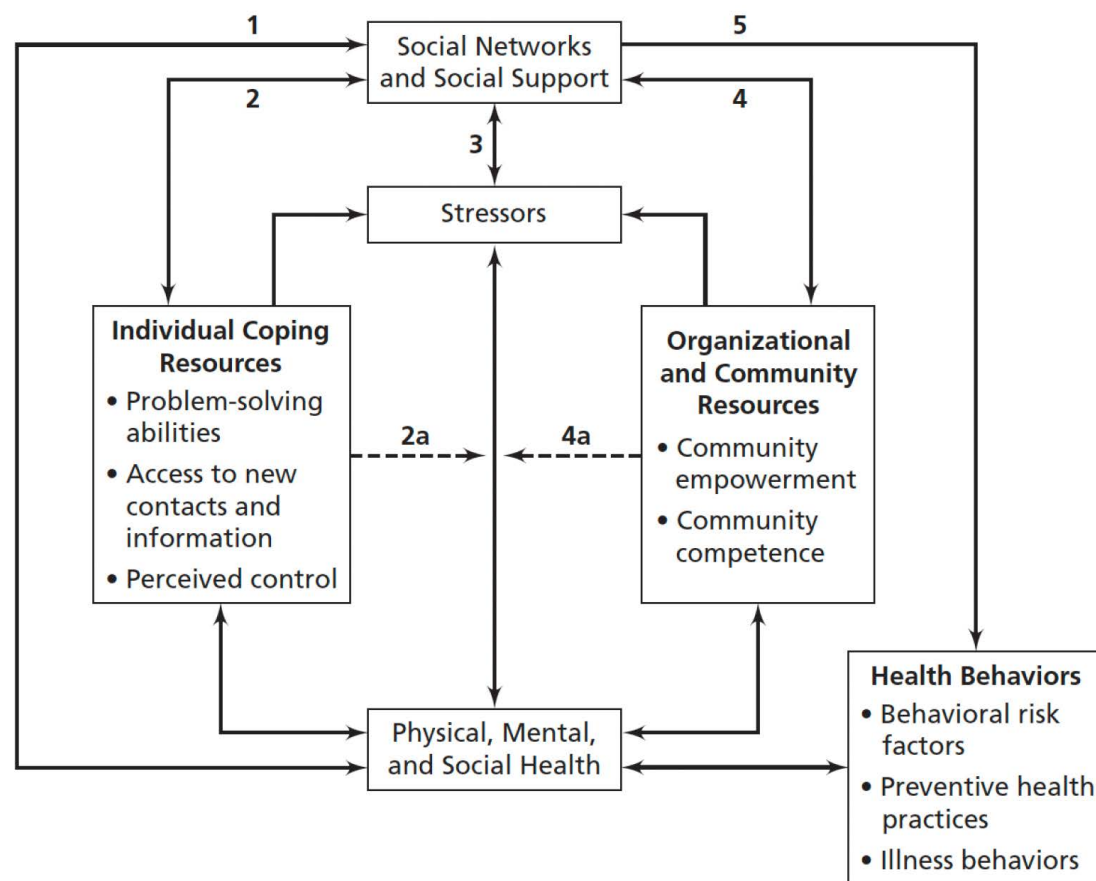 1
5
Social Networks
and Social Support
2
4
3
Stressors
Individual Coping
Resources
• Problem-solving
abilities
• Access to new
contacts and
information
• Perceived control
2a
4a
Organizational
and Community
Resources
• Community
empowerment
• Community
competence
Physical, Mental,
and Social Health
Health Behaviors
• Behavioral risk
factors
• Preventive health
practices
• Illness behaviors